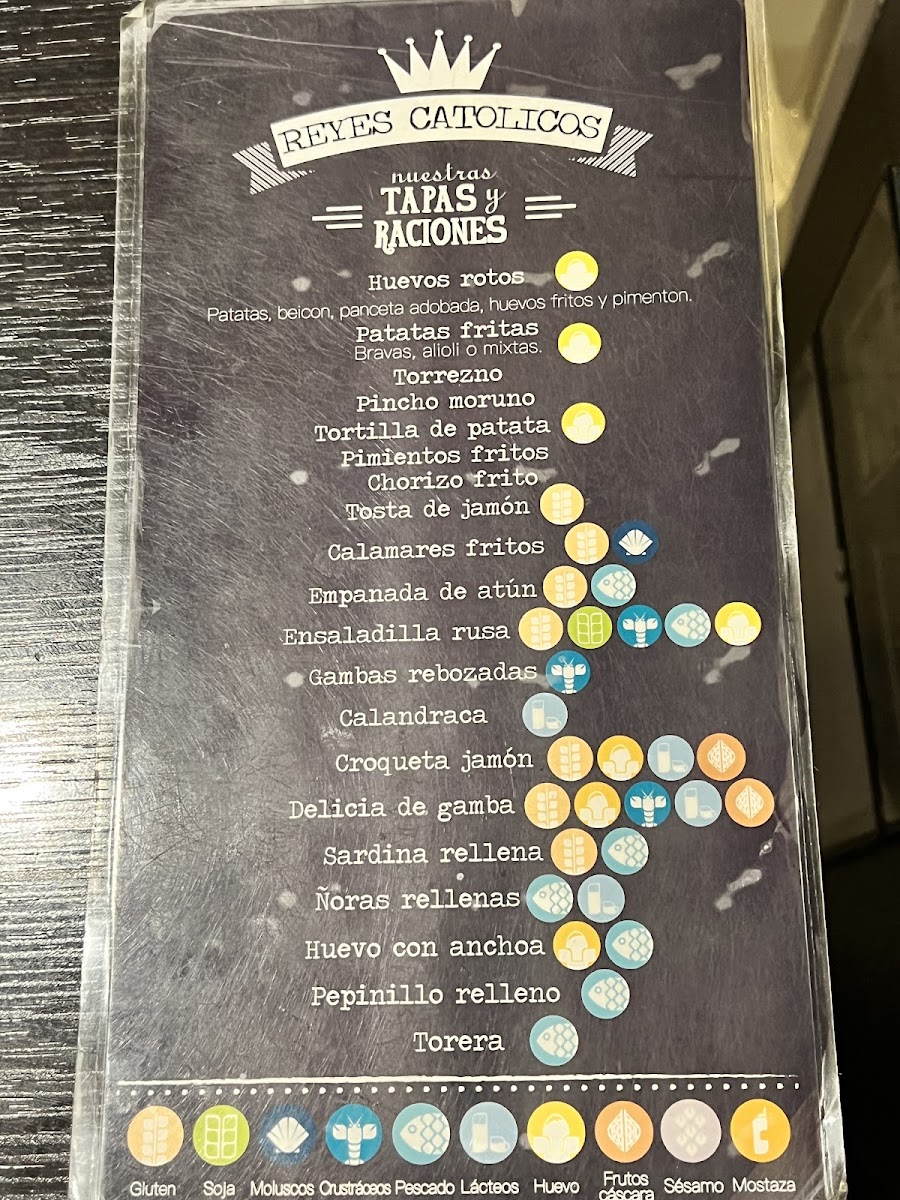 REYES CATOLICOS
nuestras
TAPAS y
RACIONES
Huevos rotos
Patatas, beicon, panceta adobada, huevos fritos y pimenton.
Patatas fritas
Bravas, alioli o mixtas.
Torrezno
Pincho moruno
Tortilla de patata
Pimientos fritos
Chorizo frito
Tosta de jamón
Calamares fritos
Empanada de atún
Ensaladilla rusa
Gambas rebozadas
Calandraca
Croqueta jamón
Delicia de gamba
Sardina rellena
Ñoras rellenas
Huevo con anchoa
Pepinillo relleno
Torera
Gluten Soja Moluscos Crustráceos Pescado Lácteos Huevo Frutos cáscara Sésamo Mostaza